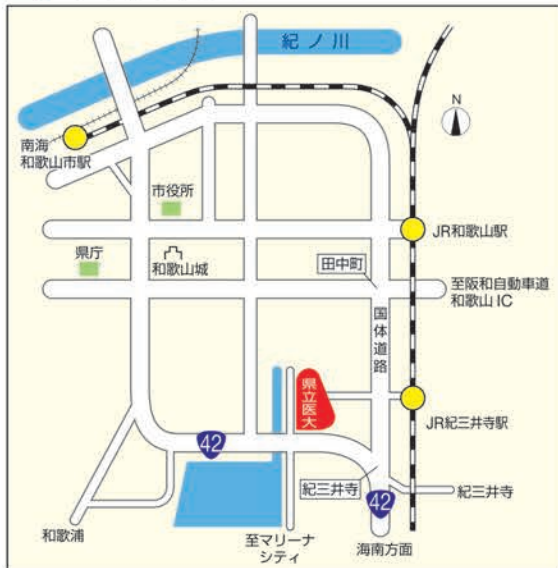 紀ノ川
N
南海
和歌山市駅
市役所
JR和歌山駅
県庁
和歌山城
田中町
至阪和自動車道
和歌山 IC
国体道路
県立医大
JR紀三井寺駅
42
紀三井寺
42
紀三井寺
和歌浦
至マリーナ
シティ
海南方面